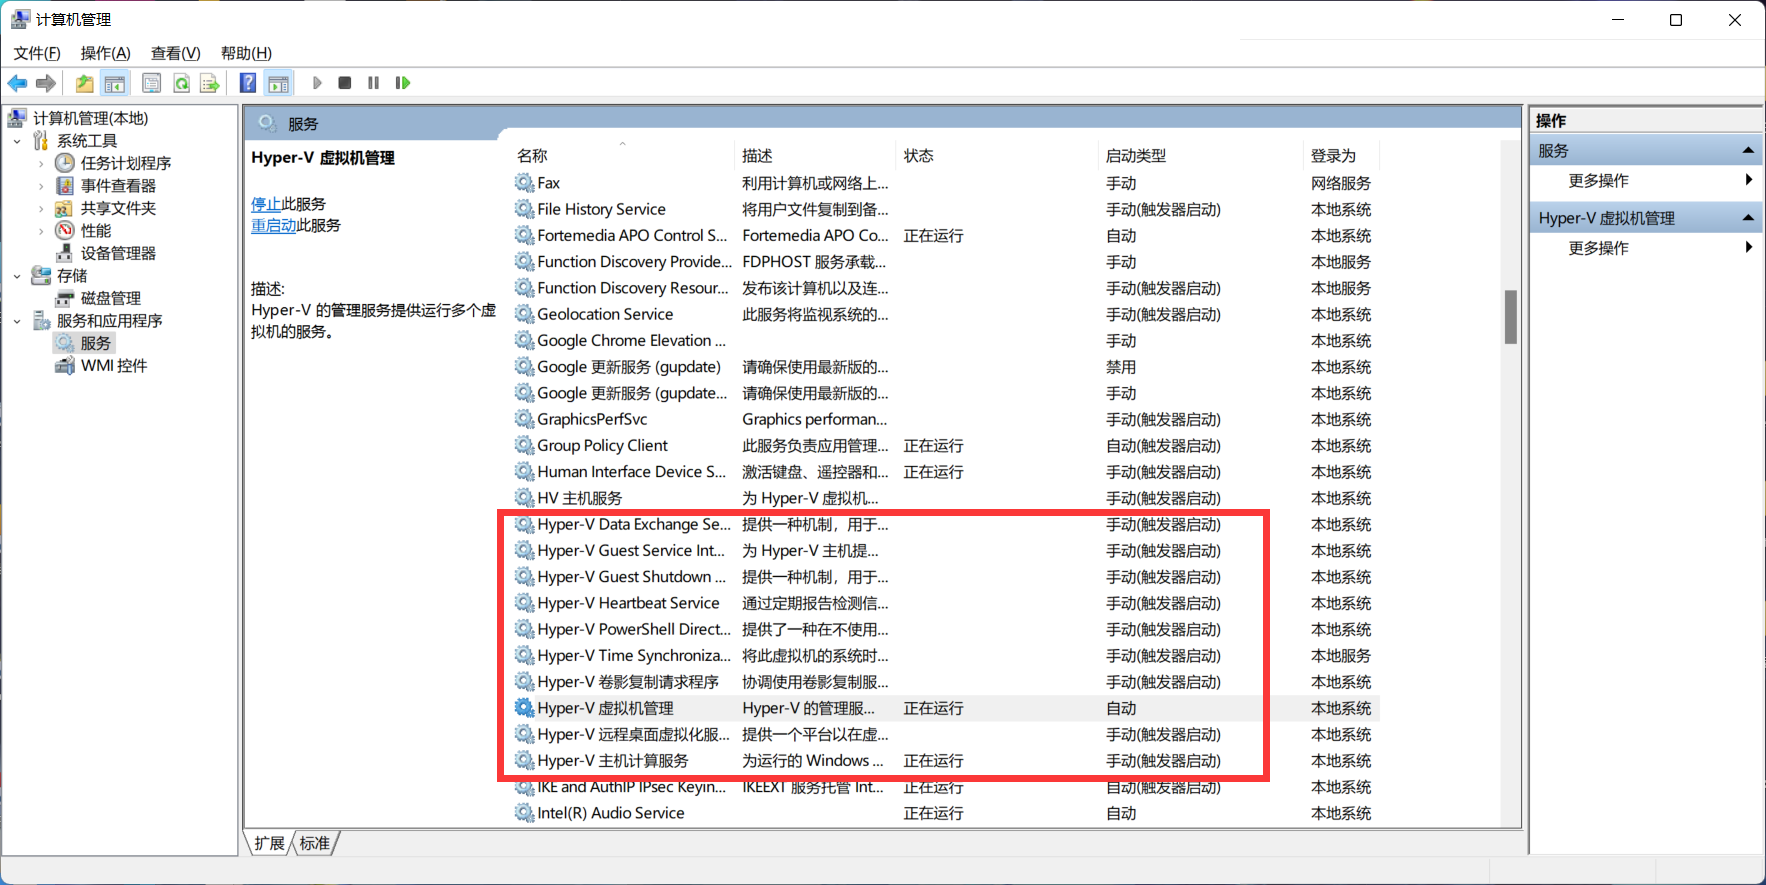 计算机管理
文件(F) 操作(A) 查看(V) 帮助(H)
计算机管理(本地)
系统工具
任务计划程序
事件查看器
共享文件夹
性能
设备管理器
存储
磁盘管理
服务和应用程序
服务
WMI 控件
服务
Hyper-V 虚拟机管理
停止此服务
重启动此服务
描述:
Hyper-V 的管理服务提供运行多个虚
拟机的服务。
名称 描述 状态 启动类型 登录为
Fax 利用计算机或网络上... 手动 网络服务
File History Service 将用户文件复制到备... 手动(触发器启动) 本地系统
Fortemedia APO Control S... Fortemedia APO Co... 正在运行 自动 本地系统
Function Discovery Provide... FDPHOST 服务承载... 手动 本地服务
Function Discovery Resour... 发布该计算机以及连... 手动(触发器启动) 本地服务
Geolocation Service 此服务将监视系统的... 手动(触发器启动) 本地系统
Google Chrome Elevation ... 手动 本地系统
Google 更新服务 (gupdate) 请确保使用最新版的... 禁用 本地系统
Google 更新服务 (gupdate... 请确保使用最新版的... 手动 本地系统
GraphicsPerfSvc Graphics performan... 手动(触发器启动) 本地系统
Group Policy Client 此服务负责应用管理... 正在运行 自动(触发器启动) 本地系统
Human Interface Device S... 激活键盘、遥控器和... 正在运行 手动(触发器启动) 本地系统
HV 主机服务 为 Hyper-V 虚拟机... 手动(触发器启动) 本地系统
Hyper-V Data Exchange Se... 提供一种机制，用于... 手动(触发器启动) 本地系统
Hyper-V Guest Service Int... 为 Hyper-V 主机提... 手动(触发器启动) 本地系统
Hyper-V Guest Shutdown ... 提供一种机制，用于... 手动(触发器启动) 本地系统
Hyper-V Heartbeat Service 通过定期报告检测信... 手动(触发器启动) 本地系统
Hyper-V PowerShell Direct... 提供了一种在不使用... 手动(触发器启动) 本地系统
Hyper-V Time Synchroniza... 将此虚拟机的系统时... 手动(触发器启动) 本地服务
Hyper-V 卷影复制请求程序 协调使用卷影复制服... 手动(触发器启动) 本地系统
Hyper-V 虚拟机管理 Hyper-V 的管理服... 正在运行 自动 本地系统
Hyper-V 远程桌面虚拟化服... 提供一个平台以在虚... 手动(触发器启动) 本地系统
Hyper-V 主机计算服务 为运行的 Windows ... 正在运行 手动(触发器启动) 本地系统
IKE and AuthIP IPsec Keyin... IKEEXT 服务托管 Int... 正在运行 自动(触发器启动) 本地系统
Intel(R) Audio Service 正在运行 自动 本地系统
扩展 标准
操作
服务
更多操作
Hyper-V 虚拟机管理
更多操作